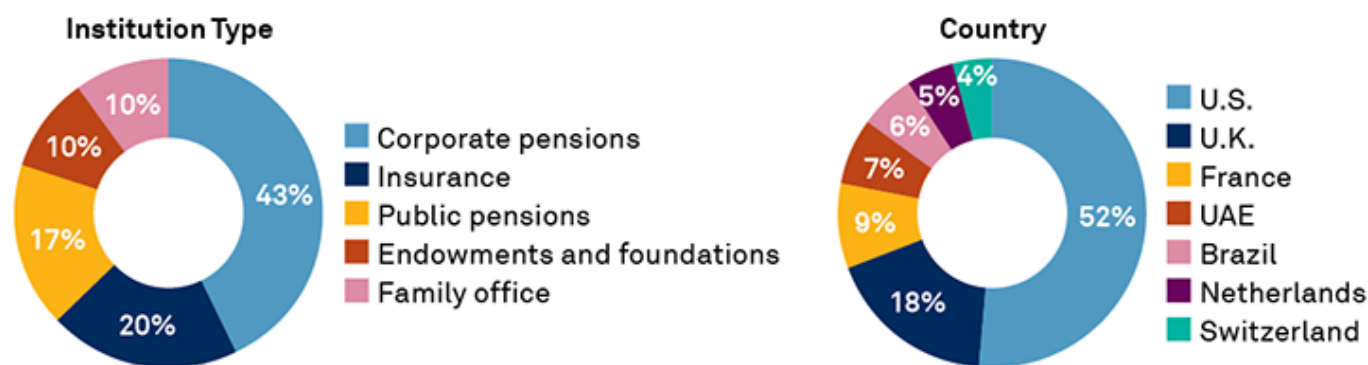 Institution Type
10%
10%
43%
17%
20%
Corporate pensions
Insurance
Public pensions
Endowments and foundations
Family office
Country
4%
5%
6%
7%
52%
9%
18%
U.S.
U.K.
France
UAE
Brazil
Netherlands
Switzerland